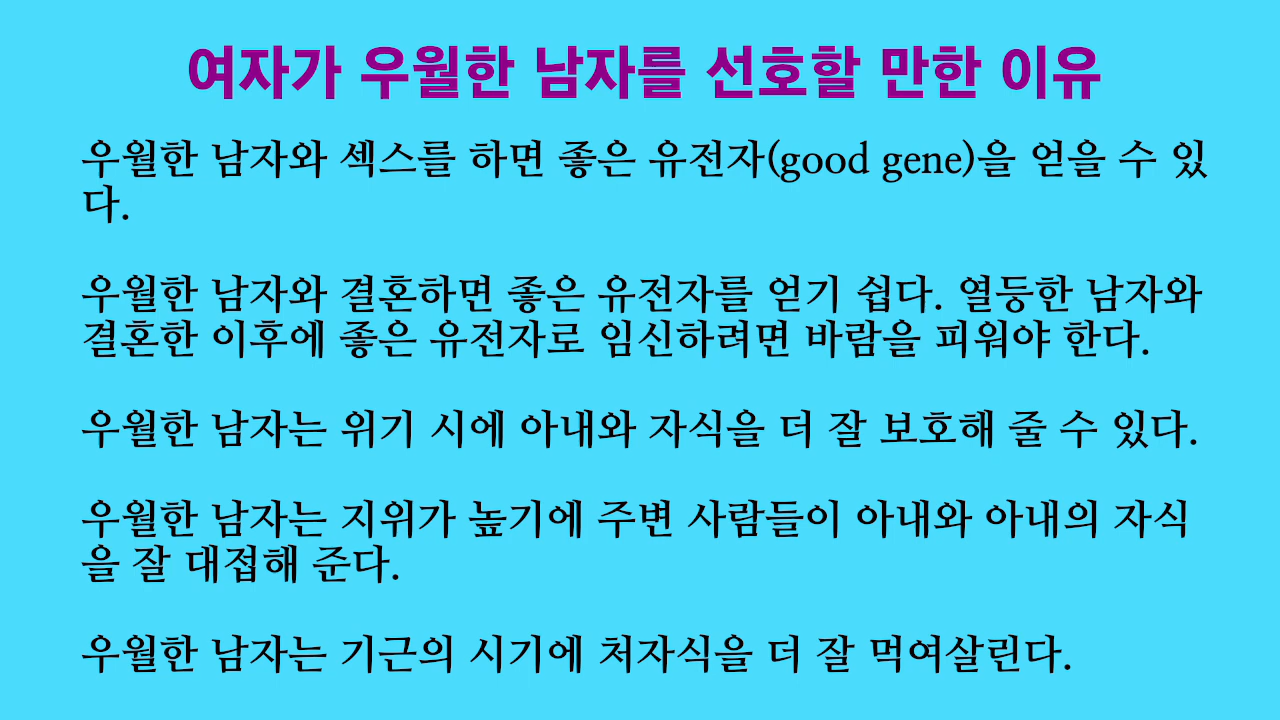 여자가 우월한 남자를 선호할 만한 이유
우월한 남자와 섹스를 하면 좋은 유전자(good gene)을 얻을 수 있
다.
우월한 남자와 결혼하면 좋은 유전자를 얻기 쉽다. 열등한 남자와
결혼한 이후에 좋은 유전자로 임신하려면 바람을 피워야 한다.
우월한 남자는 위기 시에 아내와 자식을 더 잘 보호해 줄 수 있다.
우월한 남자는 지위가 높기에 주변 사람들이 아내와 아내의 자식
을 잘 대접해 준다.
우월한 남자는 기근의 시기에 처자식을 더 잘 먹여살린다.